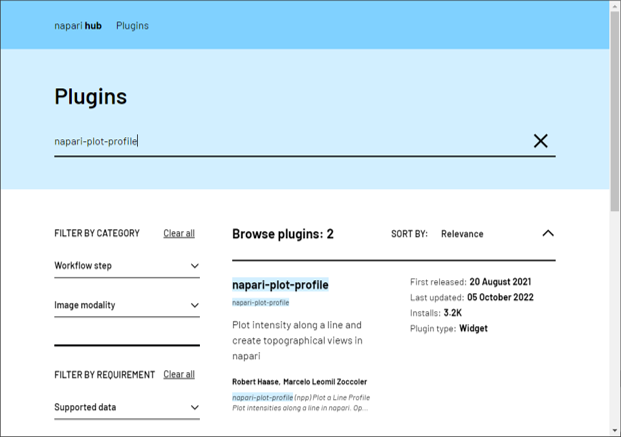 napari hub Plugins
Plugins
napari-plot-profile
FILTER BY CATEGORY Clear all
Workflow step
Image modality
FILTER BY REQUIREMENT Clear all
Supported data
Browse plugins: 2 SORT BY: Relevance
napari-plot-profile
napari-plot-profile
Plot intensity along a line and
create topographical views in
napari
Robert Haase, Marcelo Leomil Zoccoler
napari-plot-profile (npp) Plot a Line Profile
Plot intensities along a line in napari. Op...
First released: 20 August 2021
Last updated: 05 October 2022
Installs: 3.2K
Plugin type: Widget